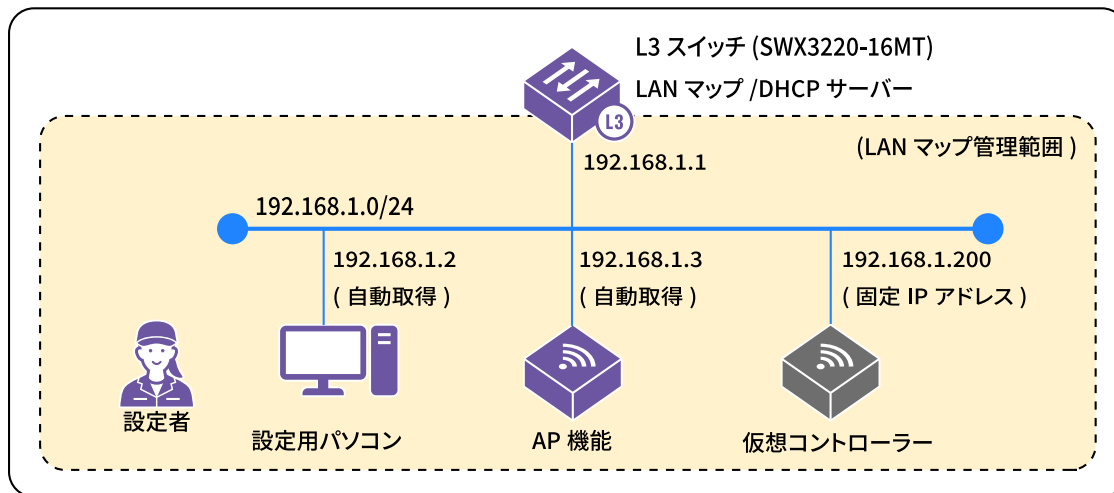 L3 スイッチ (SWX3220-16MT)
LAN マップ /DHCP サーバー
L3
(LAN マップ管理範囲 )
192.168.1.1
192.168.1.0/24
192.168.1.2
( 自動取得 )
192.168.1.3
( 自動取得 )
192.168.1.200
( 固定 IP アドレス )
設定者
設定用パソコン
AP 機能
仮想コントローラー